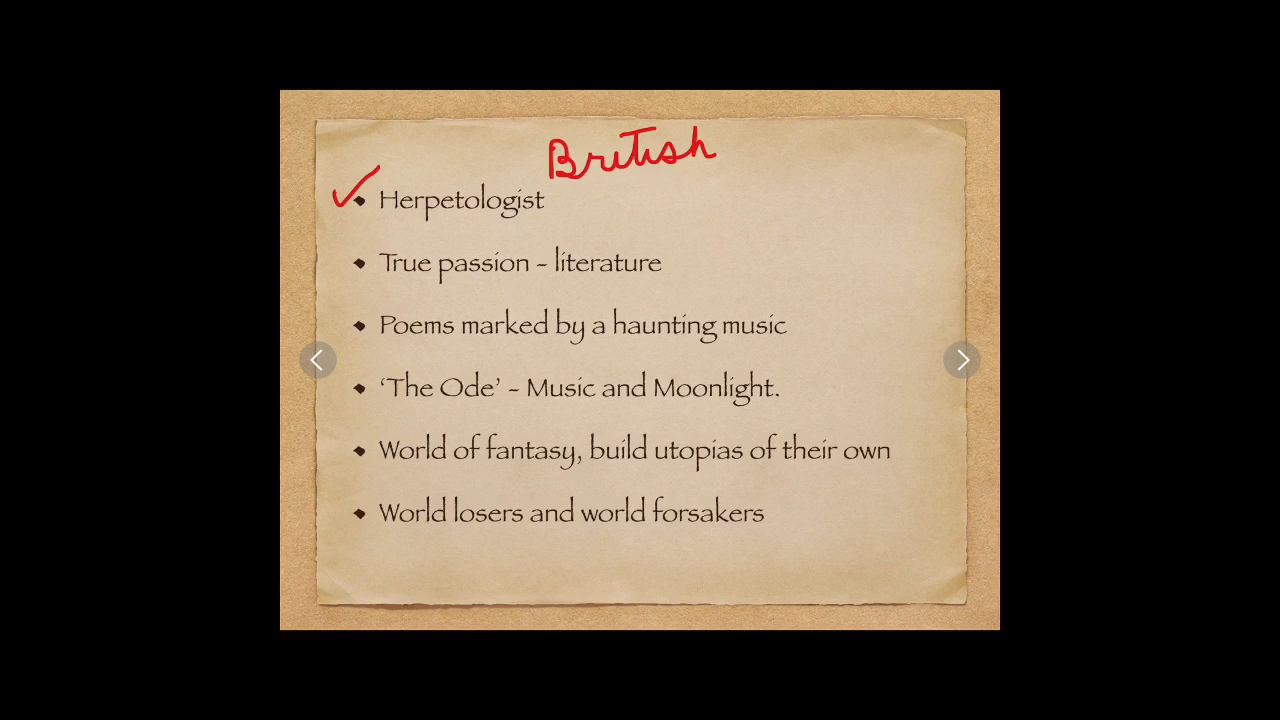 British
Herpetologist
True passion - literature
Poems marked by a haunting music
‘The Ode’ - Music and Moonlight.
World of fantasy, build utopias of their own
World losers and world forsakers